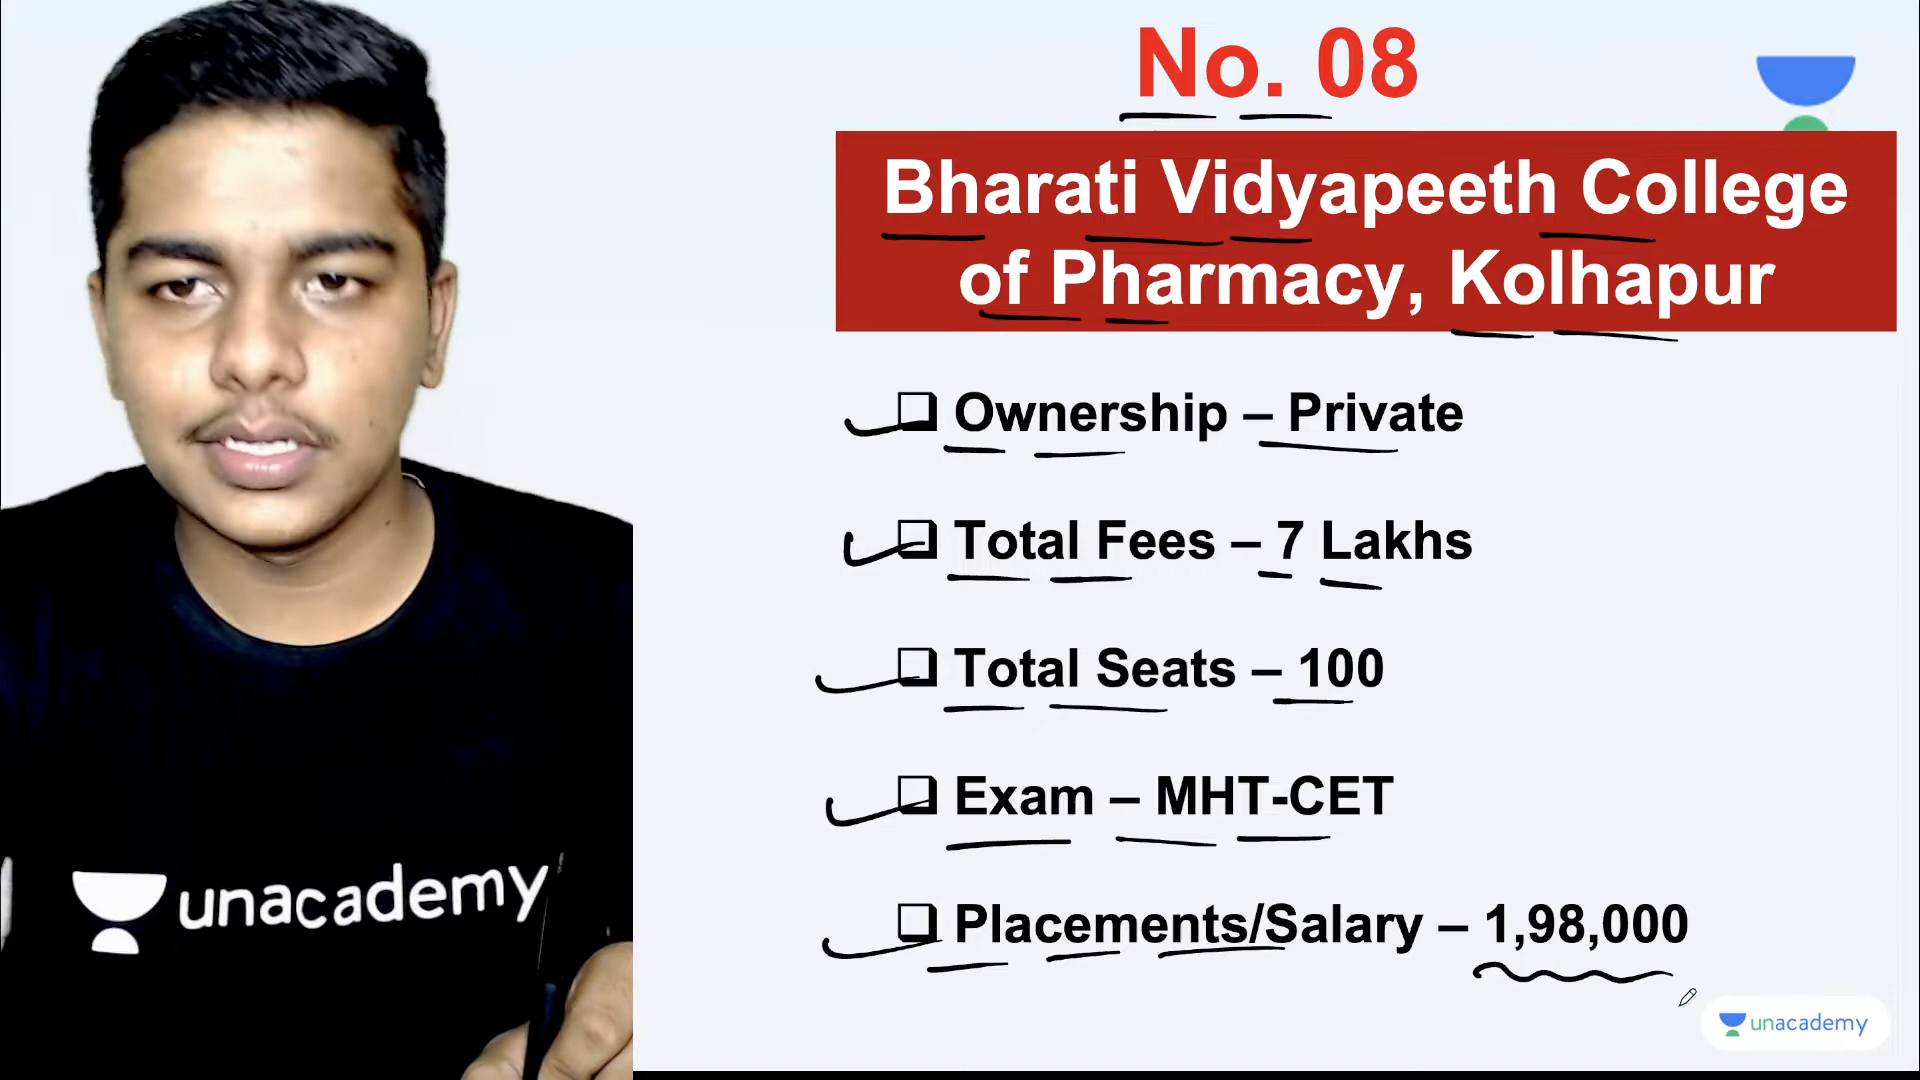 No. 08
Bharati Vidyapeeth College
of Pharmacy, Kolhapur
Ownership – Private
Total Fees – 7 Lakhs
Total Seats – 100
Exam – MHT-CET
Placements/Salary – 1,98,000
unacademy
unacademy